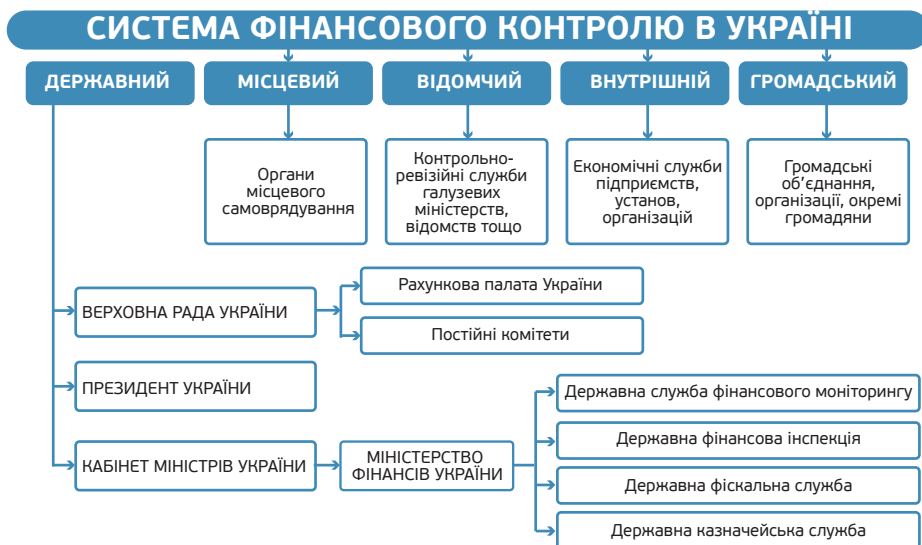 СИСТЕМА ФІНАНСОВОГО КОНТРОЛЮ В УКРАЇНІ
ДЕРЖАВНИЙ
МІСЦЕВИЙ
ВІДОМЧИЙ
ВНУТРІШНІЙ
ГРОМАДСЬКИЙ
Органи
місцевого
самоврядування
Контрольно-
ревізійні служби
галузевих
міністерств,
відомств тощо
Економічні служби
підприємств,
установ,
організацій
Громадські
об’єднання,
організації, окремі
громадяни
ВЕРХОВНА РАДА УКРАЇНИ
Рахункова палата України
Постійні комітети
ПРЕЗИДЕНТ УКРАЇНИ
КАБІНЕТ МІНІСТРІВ УКРАЇНИ
МІНІСТЕРСТВО
ФІНАНСІВ УКРАЇНИ
Державна служба фінансового моніторингу
Державна фінансова інспекція
Державна фіскальна служба
Державна казначейська служба